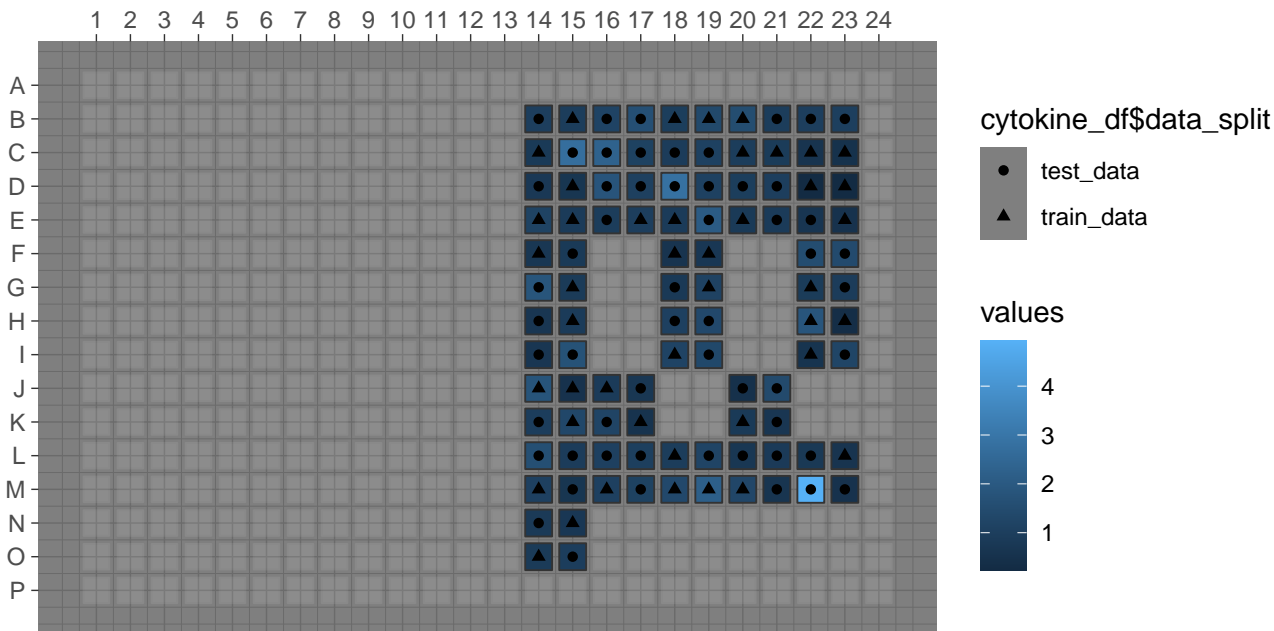 1 2 3 4 5 6 7 8 9 10 11 12 13 14 15 16 17 18 19 20 21 22 23 24
A
B
C
D
E
F
G
H
I
J
K
L
M
N
O
P
cytokine_df$data_split
test_data
train_data
values
4
3
2
1